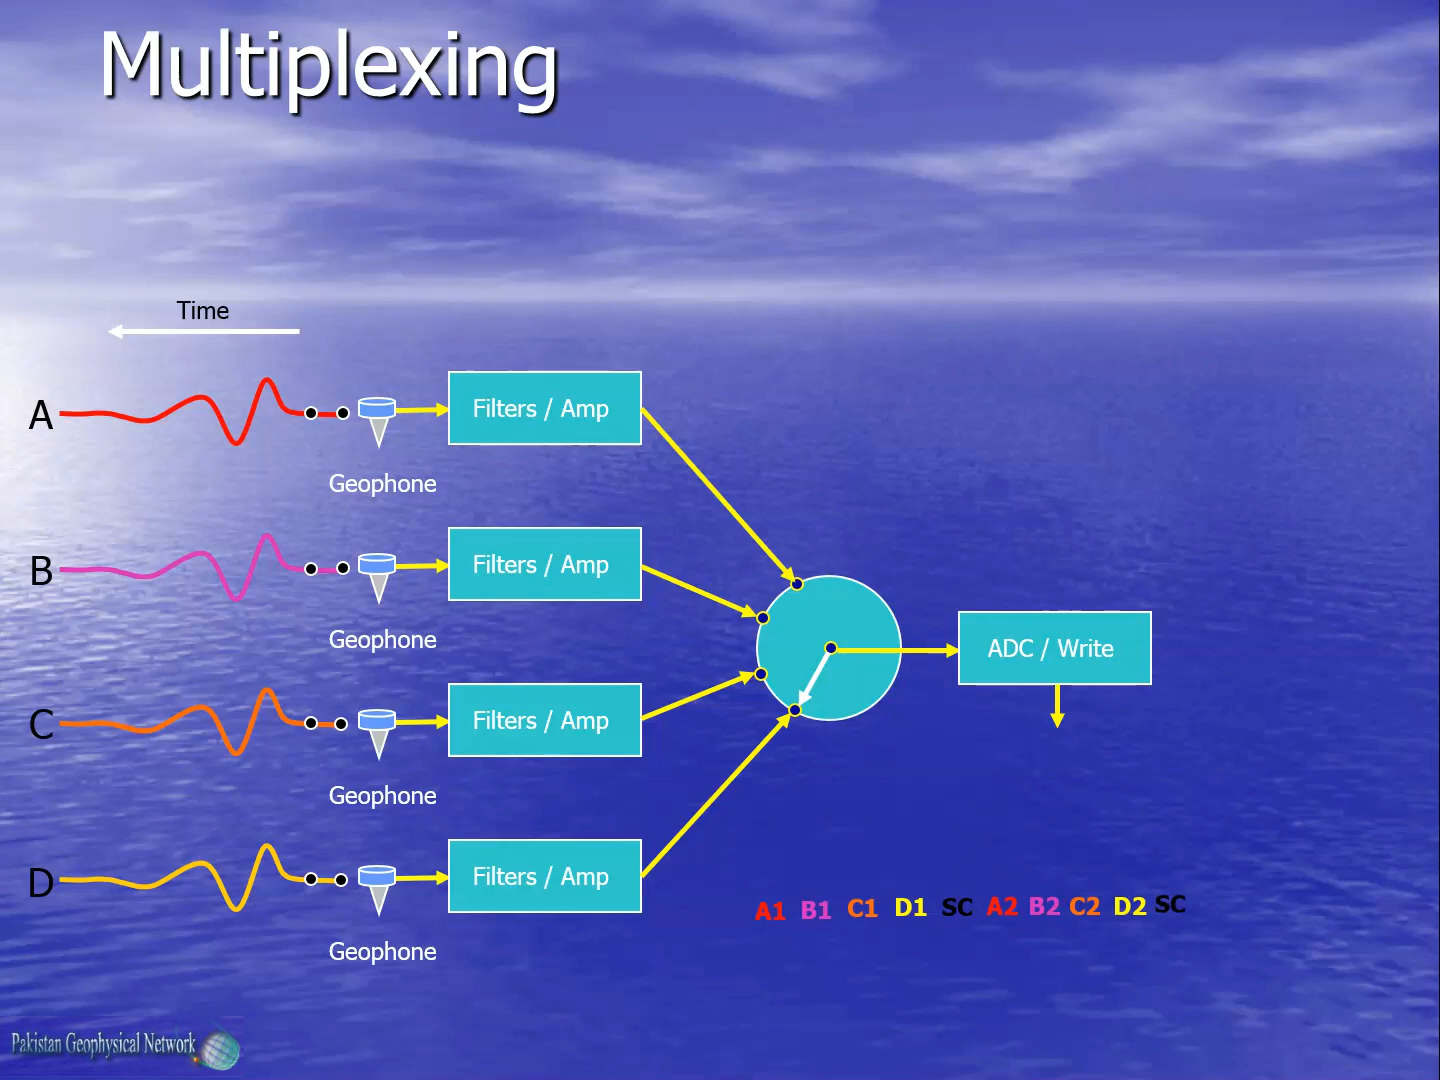 Multiplexing
Time
A
Filters / Amp
Geophone
B
Filters / Amp
Geophone
ADC / Write
C
Filters / Amp
Geophone
D
Filters / Amp
Geophone
A1 B1 C1 D1 SC A2 B2 C2 D2 SC
Pakistan Geophysical Network